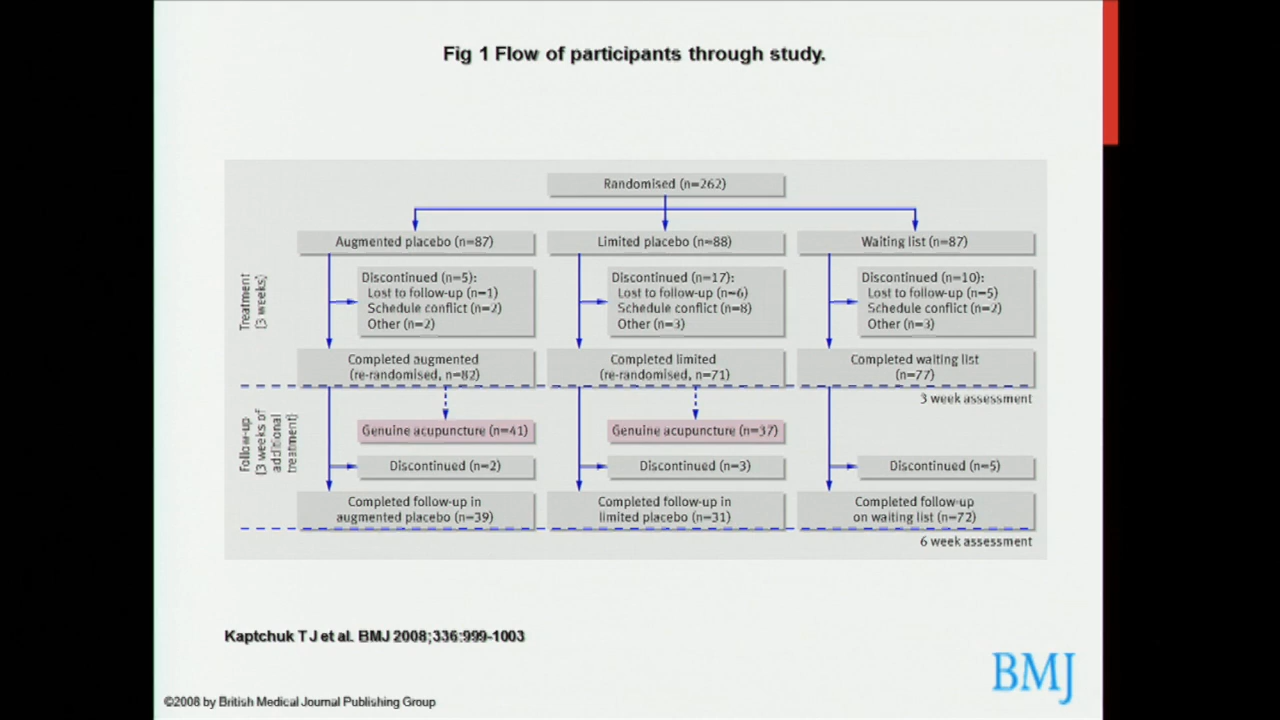 Fig 1 Flow of participants through study.
Randomised (n=262)
Augmented placebo (n=87)
Limited placebo (n=88)
Waiting list (n=87)
Treatment
(3 weeks)
Discontinued (n=5):
Lost to follow-up (n=1)
Schedule conflict (n=2)
Other (n=2)
Discontinued (n=17):
Lost to follow-up (n=6)
Schedule conflict (n=8)
Other (n=3)
Discontinued (n=10):
Lost to follow-up (n=5)
Schedule conflict (n=2)
Other (n=3)
Completed augmented
(re-randomised, n=82)
Completed limited
(re-randomised, n=71)
Completed waiting list
(n=77)
3 week assessment
Follow-up
(3 weeks of
additional
treatment)
Genuine acupuncture (n=41)
Genuine acupuncture (n=37)
Discontinued (n=2)
Discontinued (n=3)
Discontinued (n=5)
Completed follow-up in
augmented placebo (n=39)
Completed follow-up in
limited placebo (n=31)
Completed follow-up
on waiting list (n=72)
6 week assessment
Kaptchuk T J et al. BMJ 2008;336:999-1003
BMJ
©2008 by British Medical Journal Publishing Group